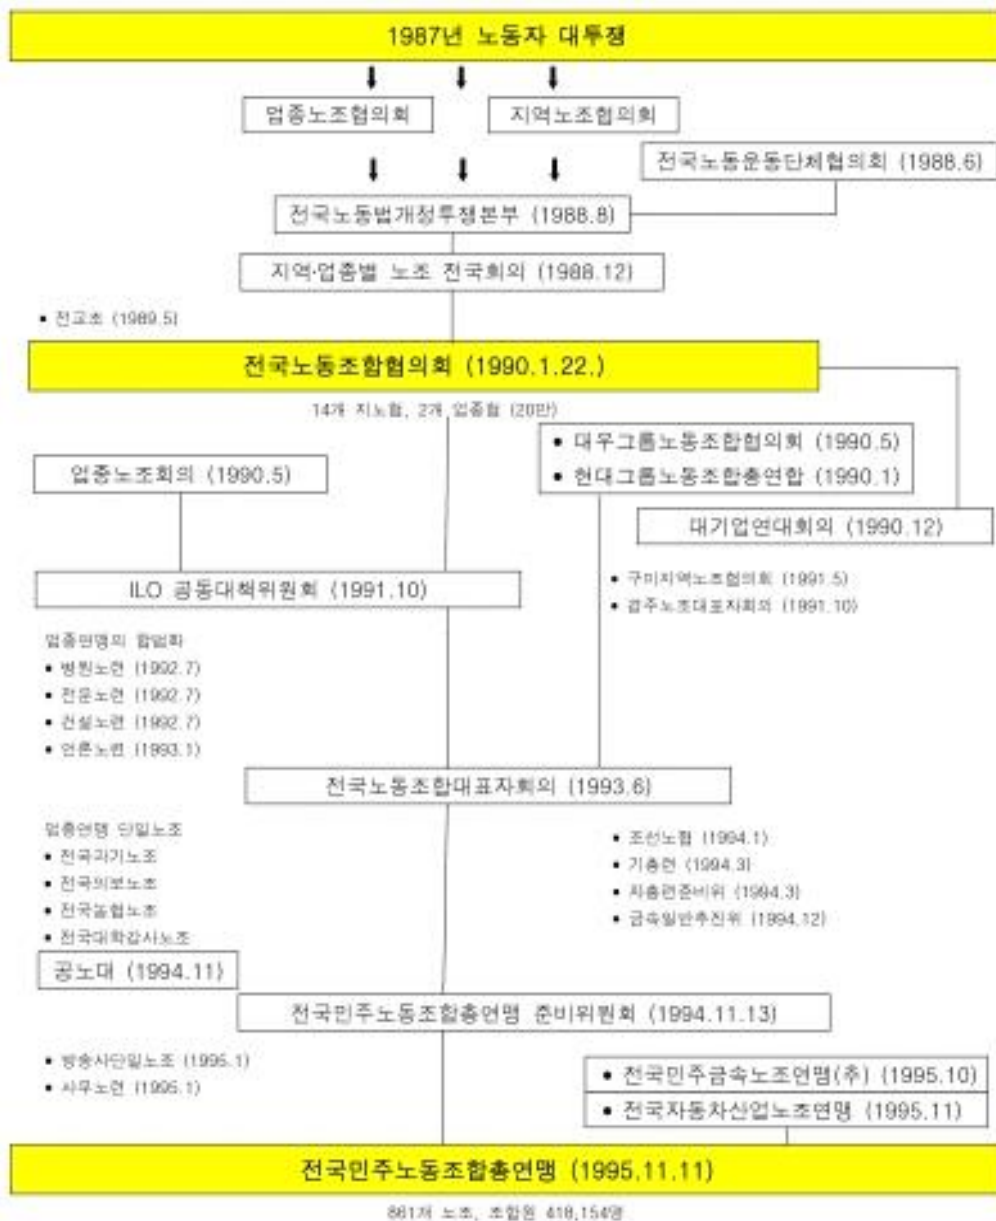 1987년 노동자 대투쟁
업종노조협의회
지역노조협의회
전국노동운동단체협의회 (1988.6)
전국노동법개정투쟁본부 (1988.8)
지역·업종별 노조 전국회의 (1988.12)
• 전교조 (1989.5)
전국노동조합협의회 (1990.1.22.)
14개 지노협, 2개 업종협 (20만)
• 대우그룹노동조합협의회 (1990.5)
• 현대그룹노동조합총연합 (1990.1)
업종노조회의 (1990.5)
대기업연대회의 (1990.12)
ILO 공동대책위원회 (1991.10)
• 구미지역노조협의회 (1991.5)
• 경주노조대표자회의 (1991.10)
업종연맹의 합법화
• 병원노련 (1992.7)
• 전문노련 (1992.7)
• 건설노련 (1992.7)
• 언론노련 (1993.1)
전국노동조합대표자회의 (1993.6)
업종연맹 단일노조
• 전국과기노조
• 전국의보노조
• 전국농협노조
• 전국대학강사노조
• 조선노협 (1994.1)
• 기총련 (1994.3)
• 자총련준비위 (1994.3)
• 금속일반추진위 (1994.12)
공노대 (1994.11)
전국민주노동조합총연맹 준비위원회 (1994.11.13)
• 방송사단일노조 (1995.1)
• 사무노련 (1995.1)
• 전국민주금속노조연맹(추) (1995.10)
• 전국자동차산업노조연맹 (1995.11)
전국민주노동조합총연맹 (1995.11.11)
861개 노조, 조합원 418,154명